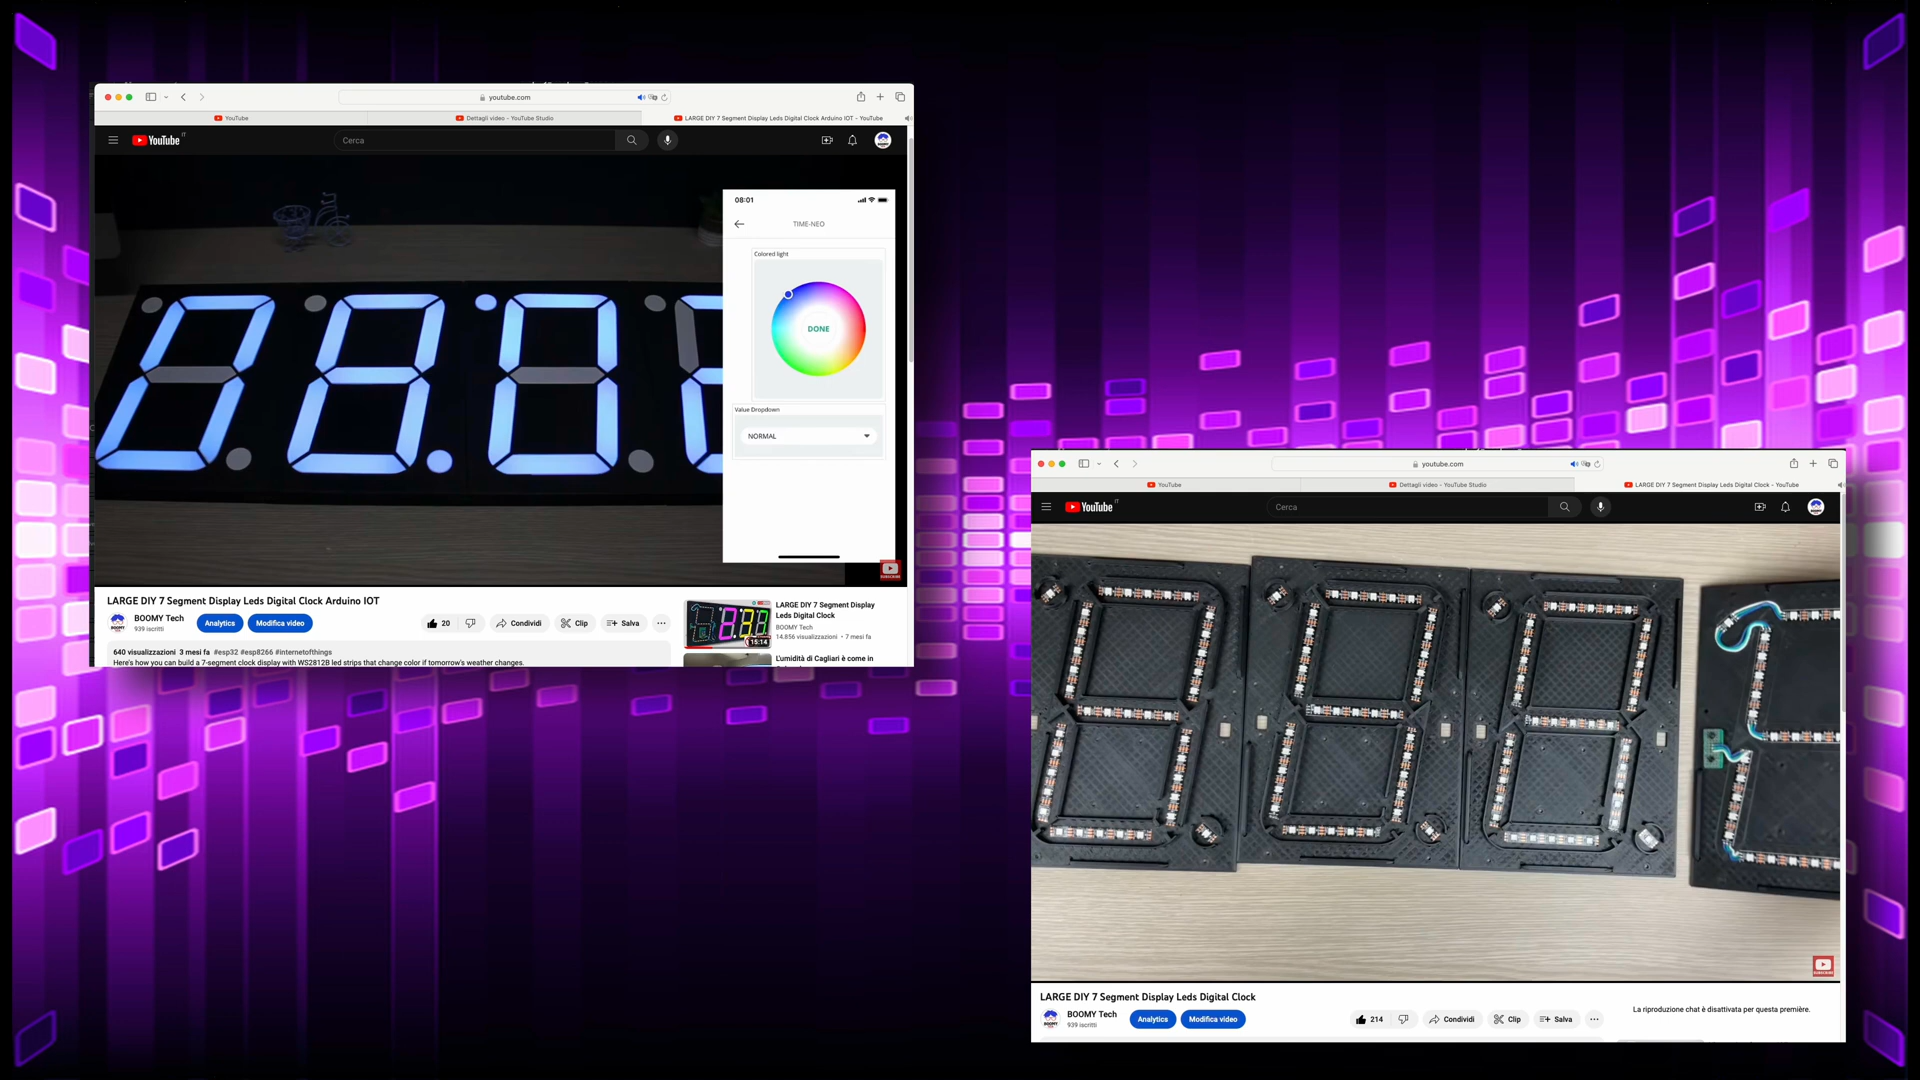 youtube.com
YouTube
Dettagli video - YouTube Studio
LARGE DIY 7 Segment Display Leds Digital Clock Arduino IOT - YouTube
YouTube IT
Cerca
08:01
TIME-NEO
Colored light
DONE
Value Dropdown
NORMAL
SUBSCRIBE
LARGE DIY 7 Segment Display Leds Digital Clock Arduino IOT
BOOMY Tech
939 iscritti
Analytics
Modifica video
20
Condividi
Clip
Salva
640 visualizzazioni 3 mesi fa #esp32 #esp8266 #internetofthings
Here's how you can build a 7-segment clock display with WS2812B led strips that change color if tomorrow's weather changes.
15:14
LARGE DIY 7 Segment Display
Leds Digital Clock
BOOMY Tech
14.856 visualizzazioni • 7 mesi fa
L'umidità di Cagliari è come in
youtube.com
YouTube
Dettagli video - YouTube Studio
LARGE DIY 7 Segment Display Leds Digital Clock - YouTube
YouTube IT
Cerca
SUBSCRIBE
LARGE DIY 7 Segment Display Leds Digital Clock
BOOMY Tech
939 iscritti
Analytics
Modifica video
214
Condividi
Clip
Salva
La riproduzione chat è disattivata per questa première.